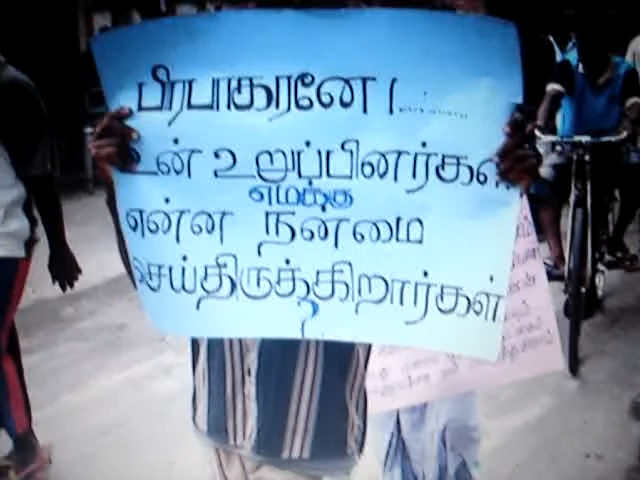 பிரபாகரனே !.........
உன் உறுப்பினர்கள்
எமக்கு
என்ன நன்மை
செய்திருக்கிறார்கள்
?